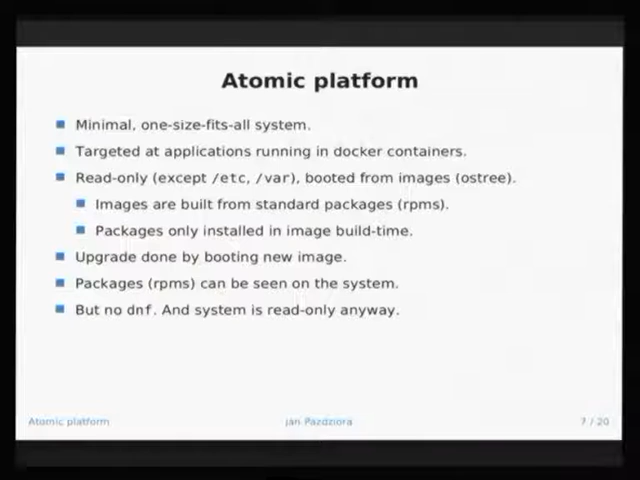 Atomic platform
Minimal, one-size-fits-all system.
Targeted at applications running in docker containers.
Read-only (except /etc, /var), booted from images (ostree).
Images are built from standard packages (rpms).
Packages only installed in image build-time.
Upgrade done by booting new image.
Packages (rpms) can be seen on the system.
But no dnf. And system is read-only anyway.
Atomic platform
Jan Pazdziora
7 / 20